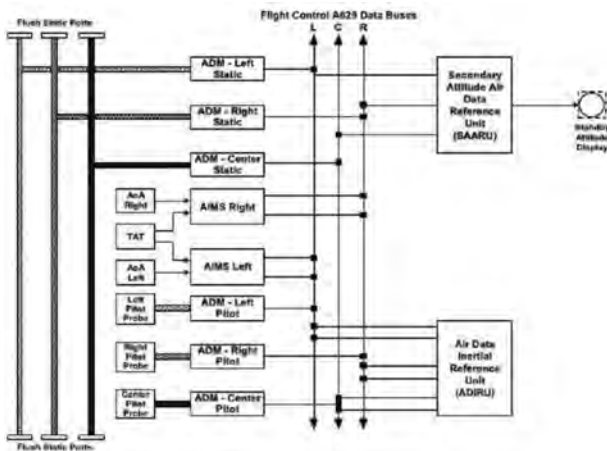 Flush Static Ports
Flight Control A629 Data Buses
L C R
ADM - Left
Static
ADM - Right
Static
ADM - Center
Static
Secondary
Attitude Air
Data
Reference
Unit
(SAARU)
Standby
Attitude
Display
AoA
Right
TAT
AoA
Left
AIMS Right
AIMS Left
Left
Pitot
Probe
ADM - Left
Pitot
Right
Pitot
Probe
ADM - Right
Pitot
Center
Pitot
Probe
ADM - Center
Pitot
Air Data
Inertial
Reference
Unit
(ADIRU)
Flush Static Ports